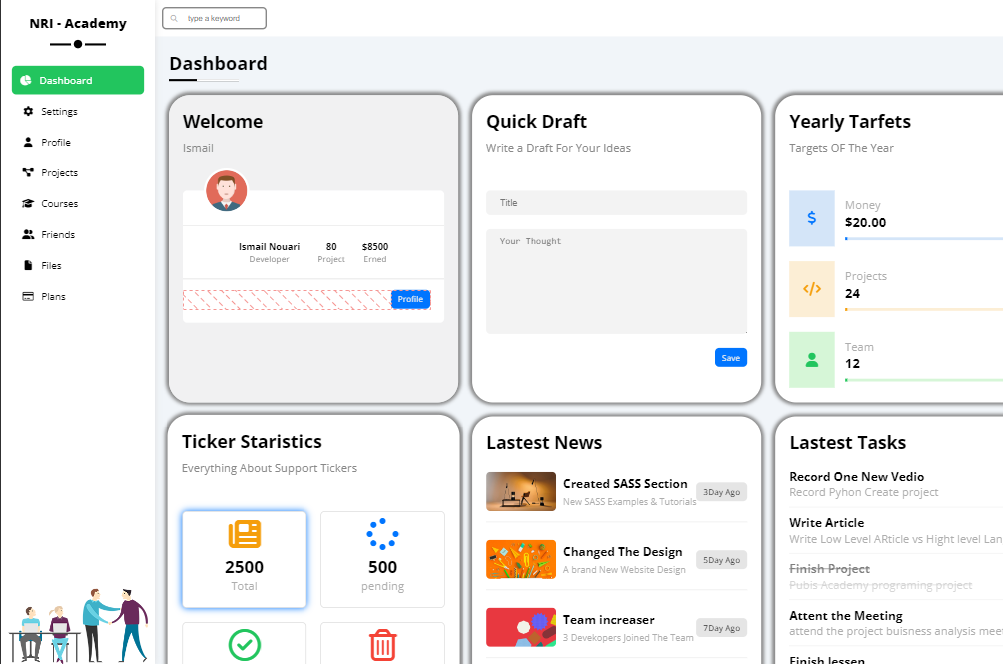 NRI - Academy
type a keyword
Dashboard
Settings
Profile
Projects
Courses
Friends
Files
Plans
Dashboard
Welcome
Ismail
Ismail Nouari
Developer
80
Project
$8500
Erned
Profile
Quick Draft
Write a Draft For Your Ideas
Title
Your Thought
Save
Yearly Tarfets
Targets OF The Year
Money
$20.00
Projects
24
Team
12
Ticker Staristics
Everything About Support Tickers
2500
Total
500
pending
Lastest News
Created SASS Section
New SASS Examples & Tutorials
3Day Ago
Changed The Design
A brand New Website Design
5Day Ago
Team increaser
3 Devekopers Joined The Team
7Day Ago
Lastest Tasks
Record One New Vedio
Record Pyhon Create project
Write Article
Write Low Level ARticle vs Hight level Lan
Finish Project
Pubis Academy programing project
Attent the Meeting
attend the project buisness analysis mee
Finish lessen